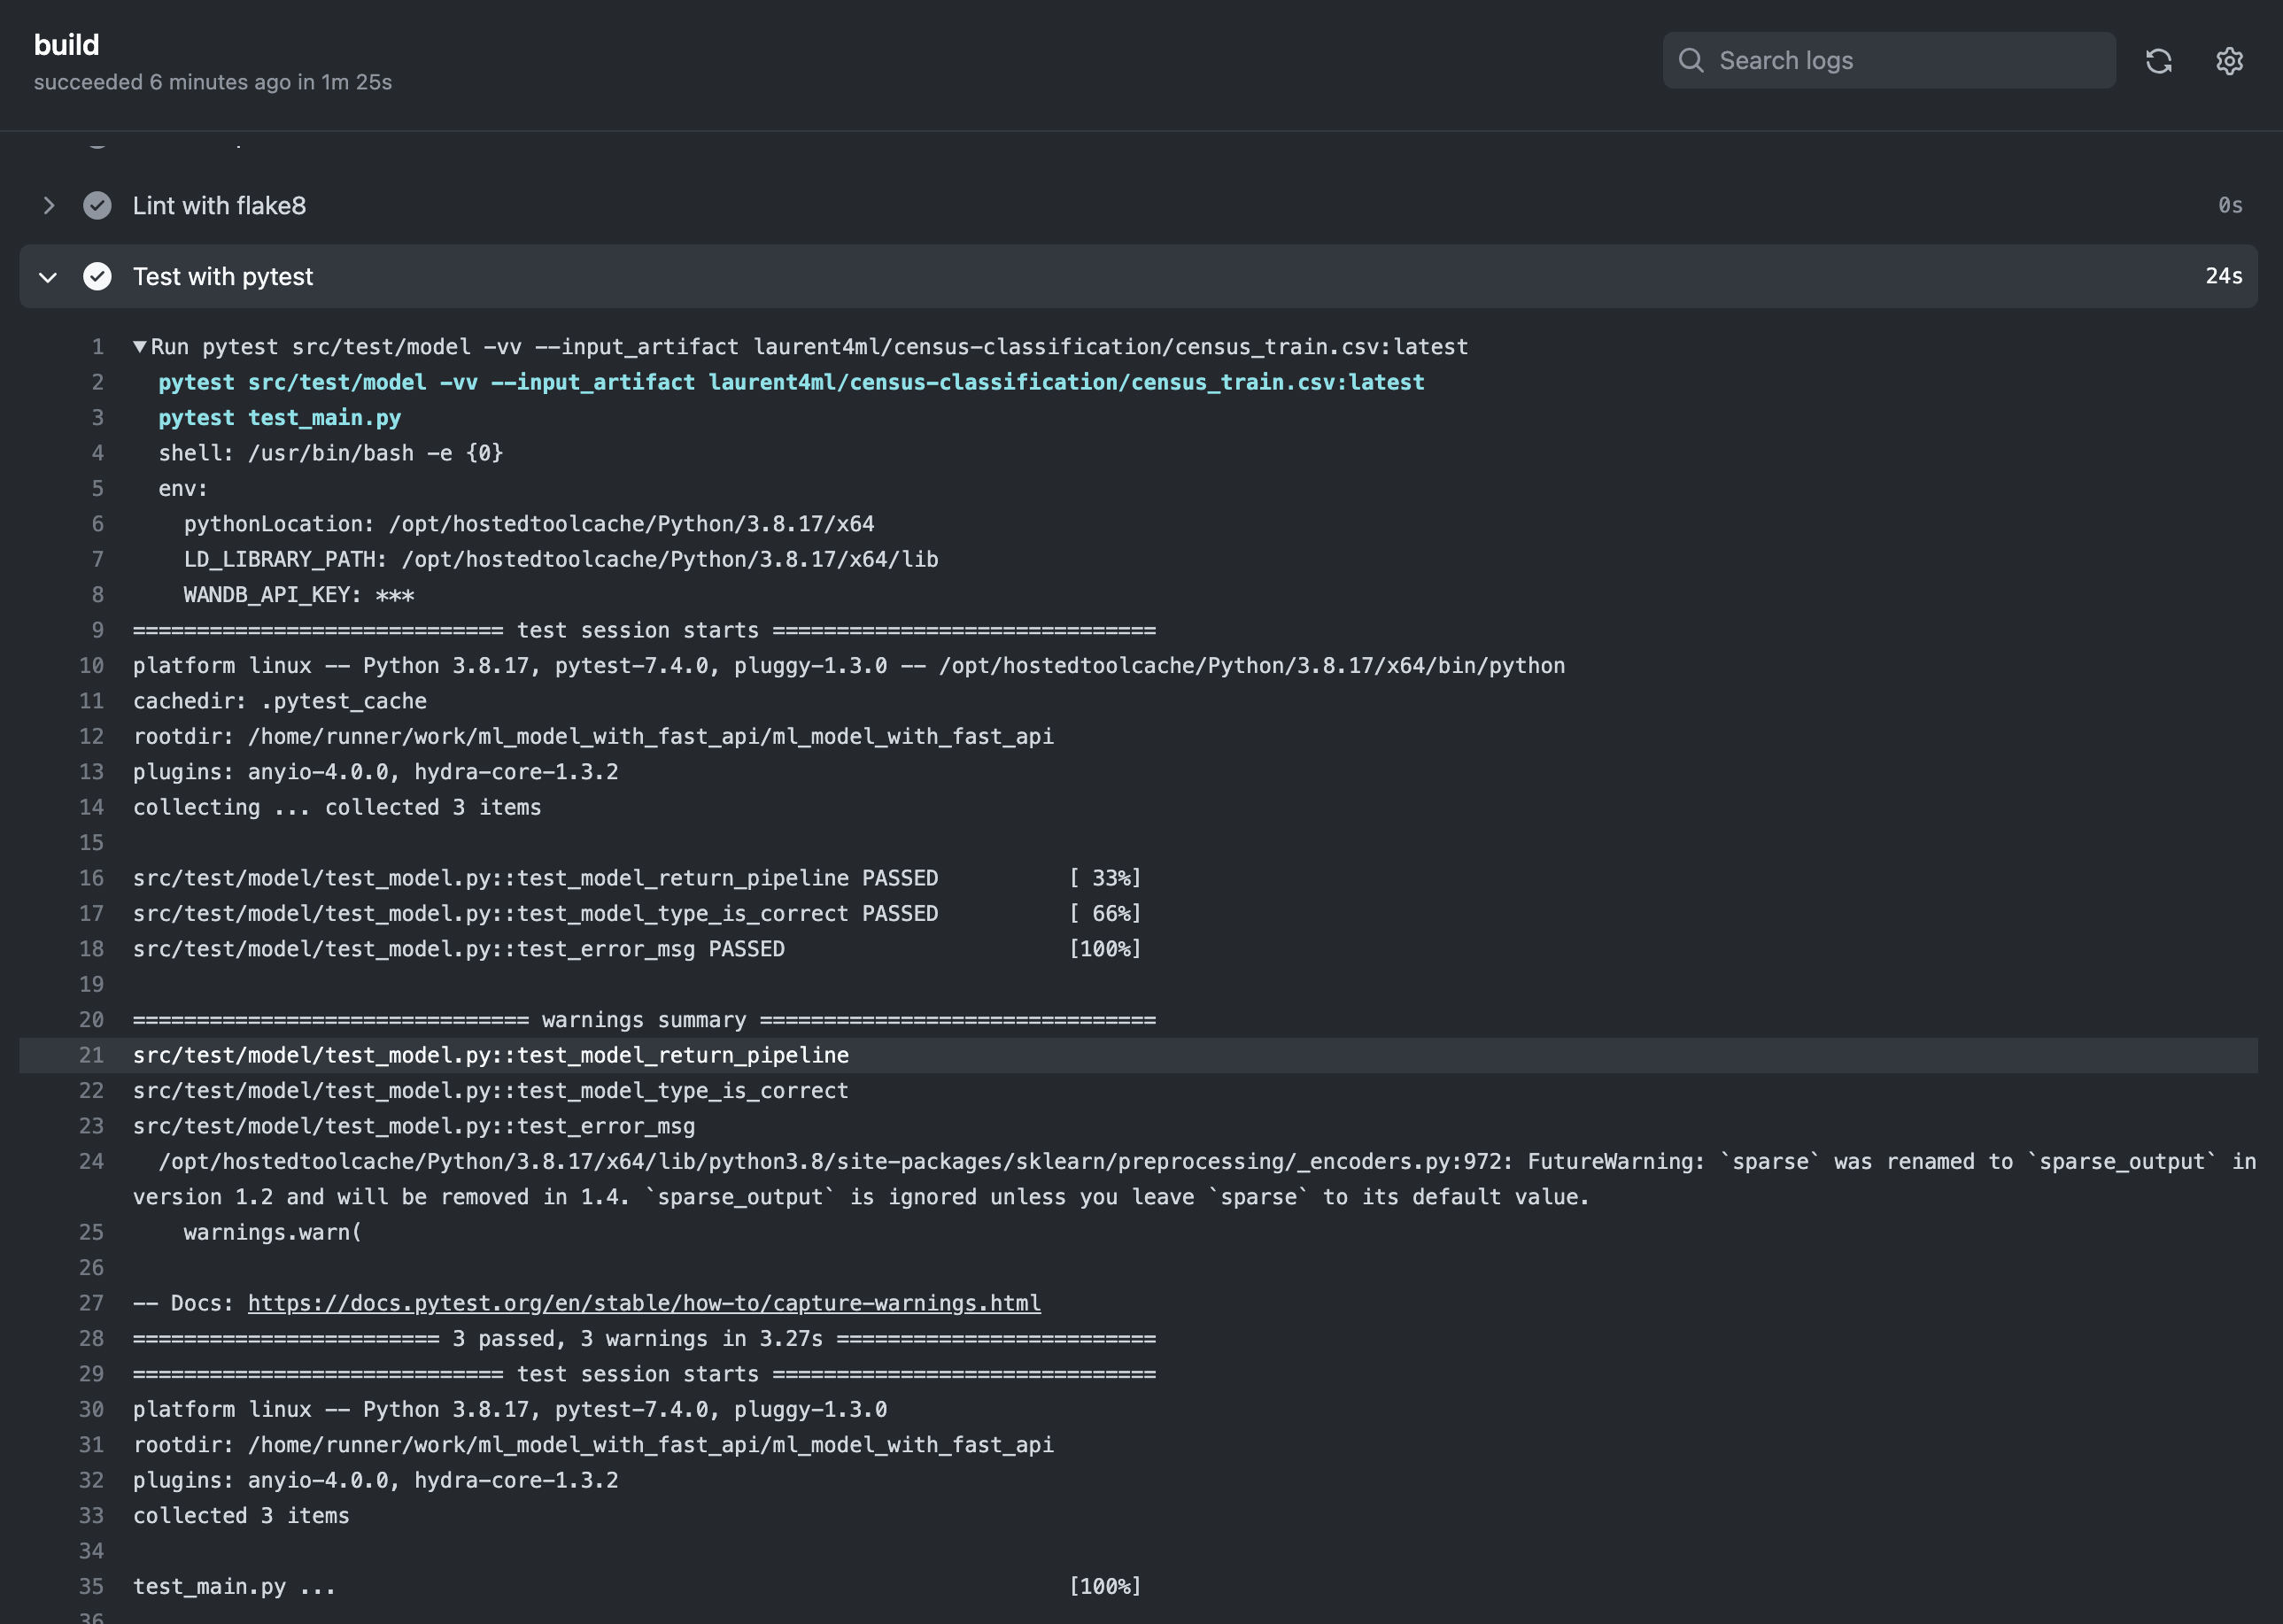 build
succeeded 6 minutes ago in 1m 25s
Search logs
Lint with flake8 0s
Test with pytest 24s
1 ▼Run pytest src/test/model -vv --input_artifact laurent4ml/census-classification/census_train.csv:latest
2 pytest src/test/model -vv --input_artifact laurent4ml/census-classification/census_train.csv:latest
3 pytest test_main.py
4 shell: /usr/bin/bash -e {0}
5 env:
6 pythonLocation: /opt/hostedtoolcache/Python/3.8.17/x64
7 LD_LIBRARY_PATH: /opt/hostedtoolcache/Python/3.8.17/x64/lib
8 WANDB_API_KEY: ***
9 ============================= test session starts ==============================
10 platform linux -- Python 3.8.17, pytest-7.4.0, pluggy-1.3.0 -- /opt/hostedtoolcache/Python/3.8.17/x64/bin/python
11 cachedir: .pytest_cache
12 rootdir: /home/runner/work/ml_model_with_fast_api/ml_model_with_fast_api
13 plugins: anyio-4.0.0, hydra-core-1.3.2
14 collecting ... collected 3 items
15
16 src/test/model/test_model.py::test_model_return_pipeline PASSED [ 33%]
17 src/test/model/test_model.py::test_model_type_is_correct PASSED [ 66%]
18 src/test/model/test_model.py::test_error_msg PASSED [100%]
19
20 =============================== warnings summary ===============================
21 src/test/model/test_model.py::test_model_return_pipeline
22 src/test/model/test_model.py::test_model_type_is_correct
23 src/test/model/test_model.py::test_error_msg
24 /opt/hostedtoolcache/Python/3.8.17/x64/lib/python3.8/site-packages/sklearn/preprocessing/_encoders.py:972: FutureWarning: `sparse` was renamed to `sparse_output` in
version 1.2 and will be removed in 1.4. `sparse_output` is ignored unless you leave `sparse` to its default value.
25 warnings.warn(
26
27 -- Docs: https://docs.pytest.org/en/stable/how-to/capture-warnings.html
28 ======================== 3 passed, 3 warnings in 3.27s =========================
29 ============================= test session starts ==============================
30 platform linux -- Python 3.8.17, pytest-7.4.0, pluggy-1.3.0
31 rootdir: /home/runner/work/ml_model_with_fast_api/ml_model_with_fast_api
32 plugins: anyio-4.0.0, hydra-core-1.3.2
33 collected 3 items
34
35 test_main.py ... [100%]
36